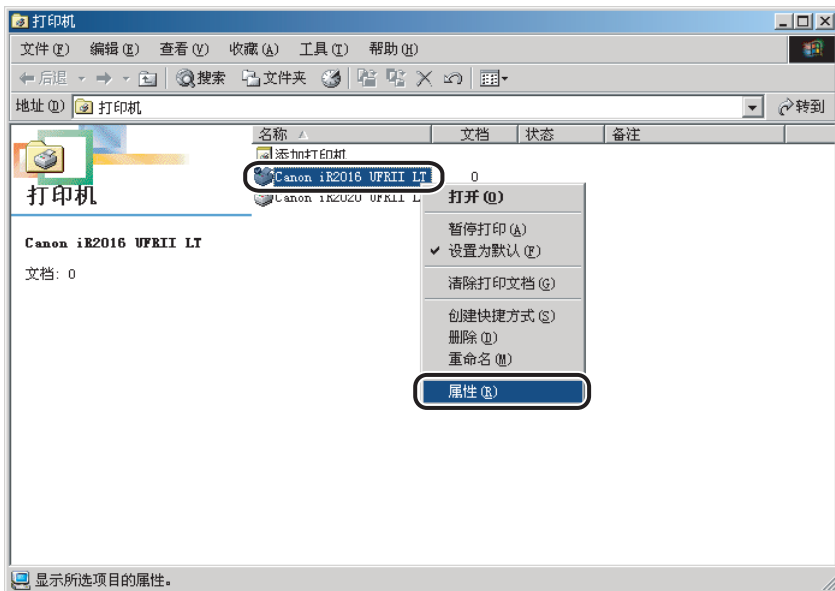 打印机
文件(F) 编辑(E) 查看(V) 收藏(A) 工具(T) 帮助(H)
后退 搜索 文件夹
地址(D) 打印机 转到
名称 文档 状态 备注
添加打印机
Canon iR2016 UFRII LT 0
Canon iR2020 UFRII L
打印机
Canon iR2016 UFRII LT
文档: 0
打开(O)
暂停打印(A)
设置为默认(F)
清除打印文档(G)
创建快捷方式(S)
删除(D)
重命名(M)
属性(R)
显示所选项目的属性。